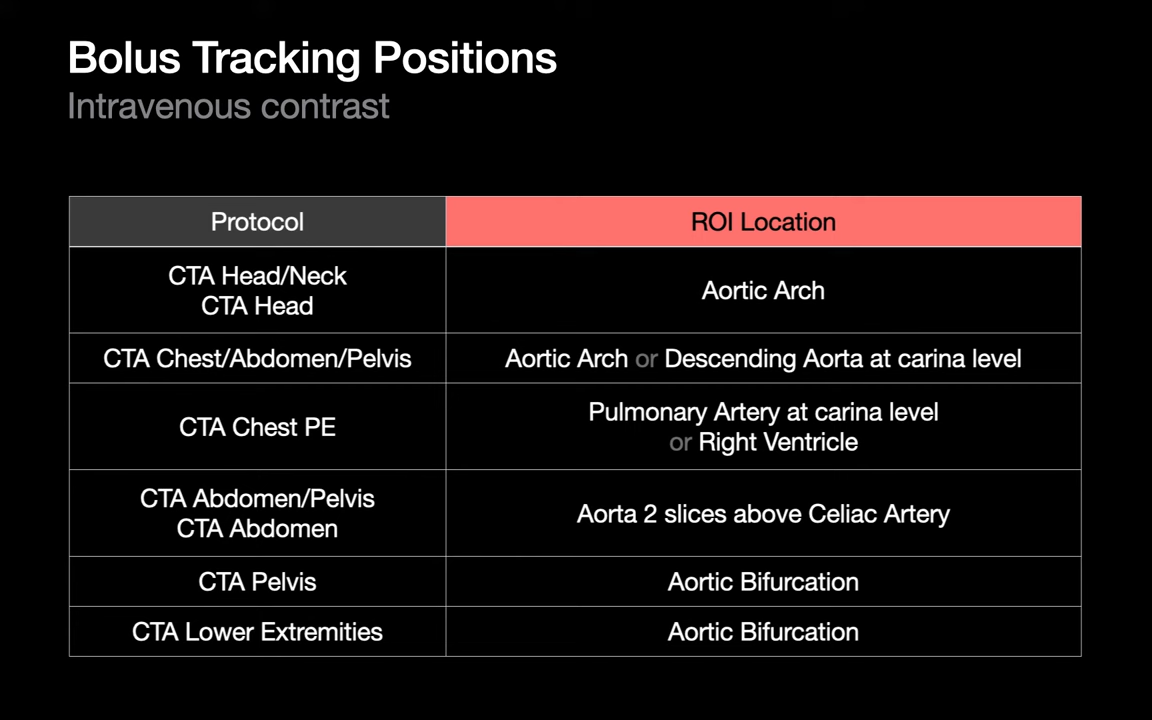 Bolus Tracking Positions
Intravenous contrast
Protocol
ROI Location
CTA Head/Neck
CTA Head
Aortic Arch
CTA Chest/Abdomen/Pelvis
Aortic Arch or Descending Aorta at carina level
CTA Chest PE
Pulmonary Artery at carina level
or Right Ventricle
CTA Abdomen/Pelvis
CTA Abdomen
Aorta 2 slices above Celiac Artery
CTA Pelvis
Aortic Bifurcation
CTA Lower Extremities
Aortic Bifurcation